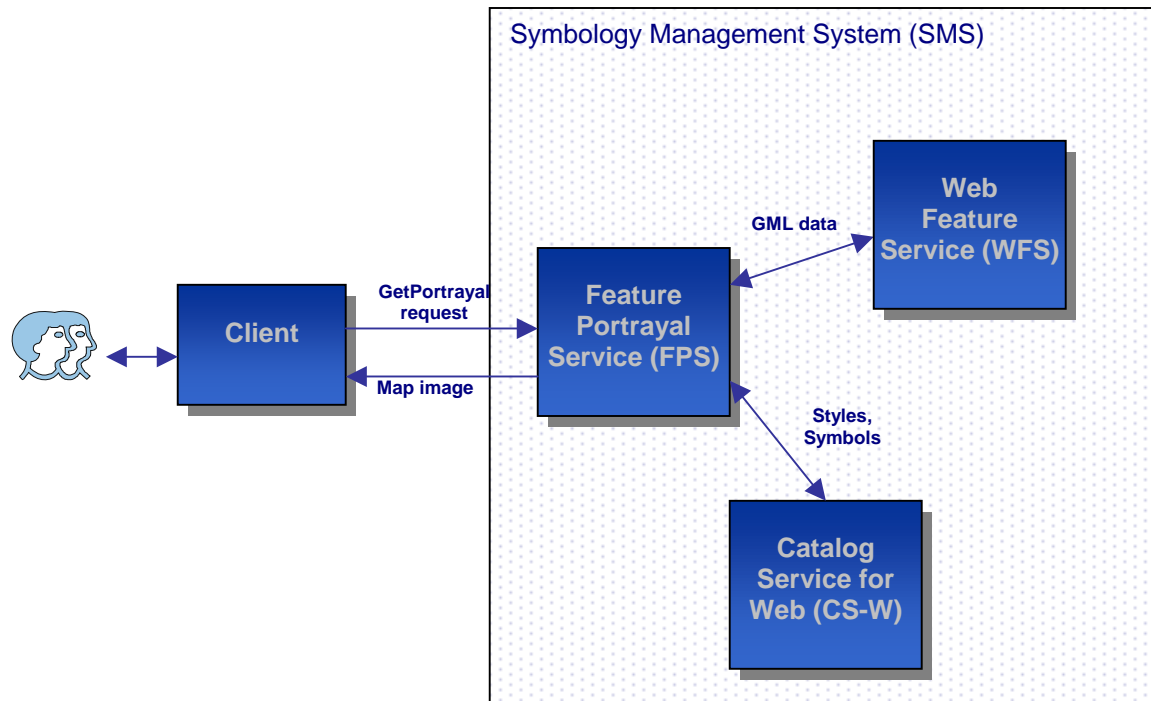 Symbology Management System (SMS)
Web
Feature
Service (WFS)
GML data
GetPortrayal
request
Feature
Portrayal
Service (FPS)
Client
Map image
Styles,
Symbols
Catalog
Service for
Web (CS-W)